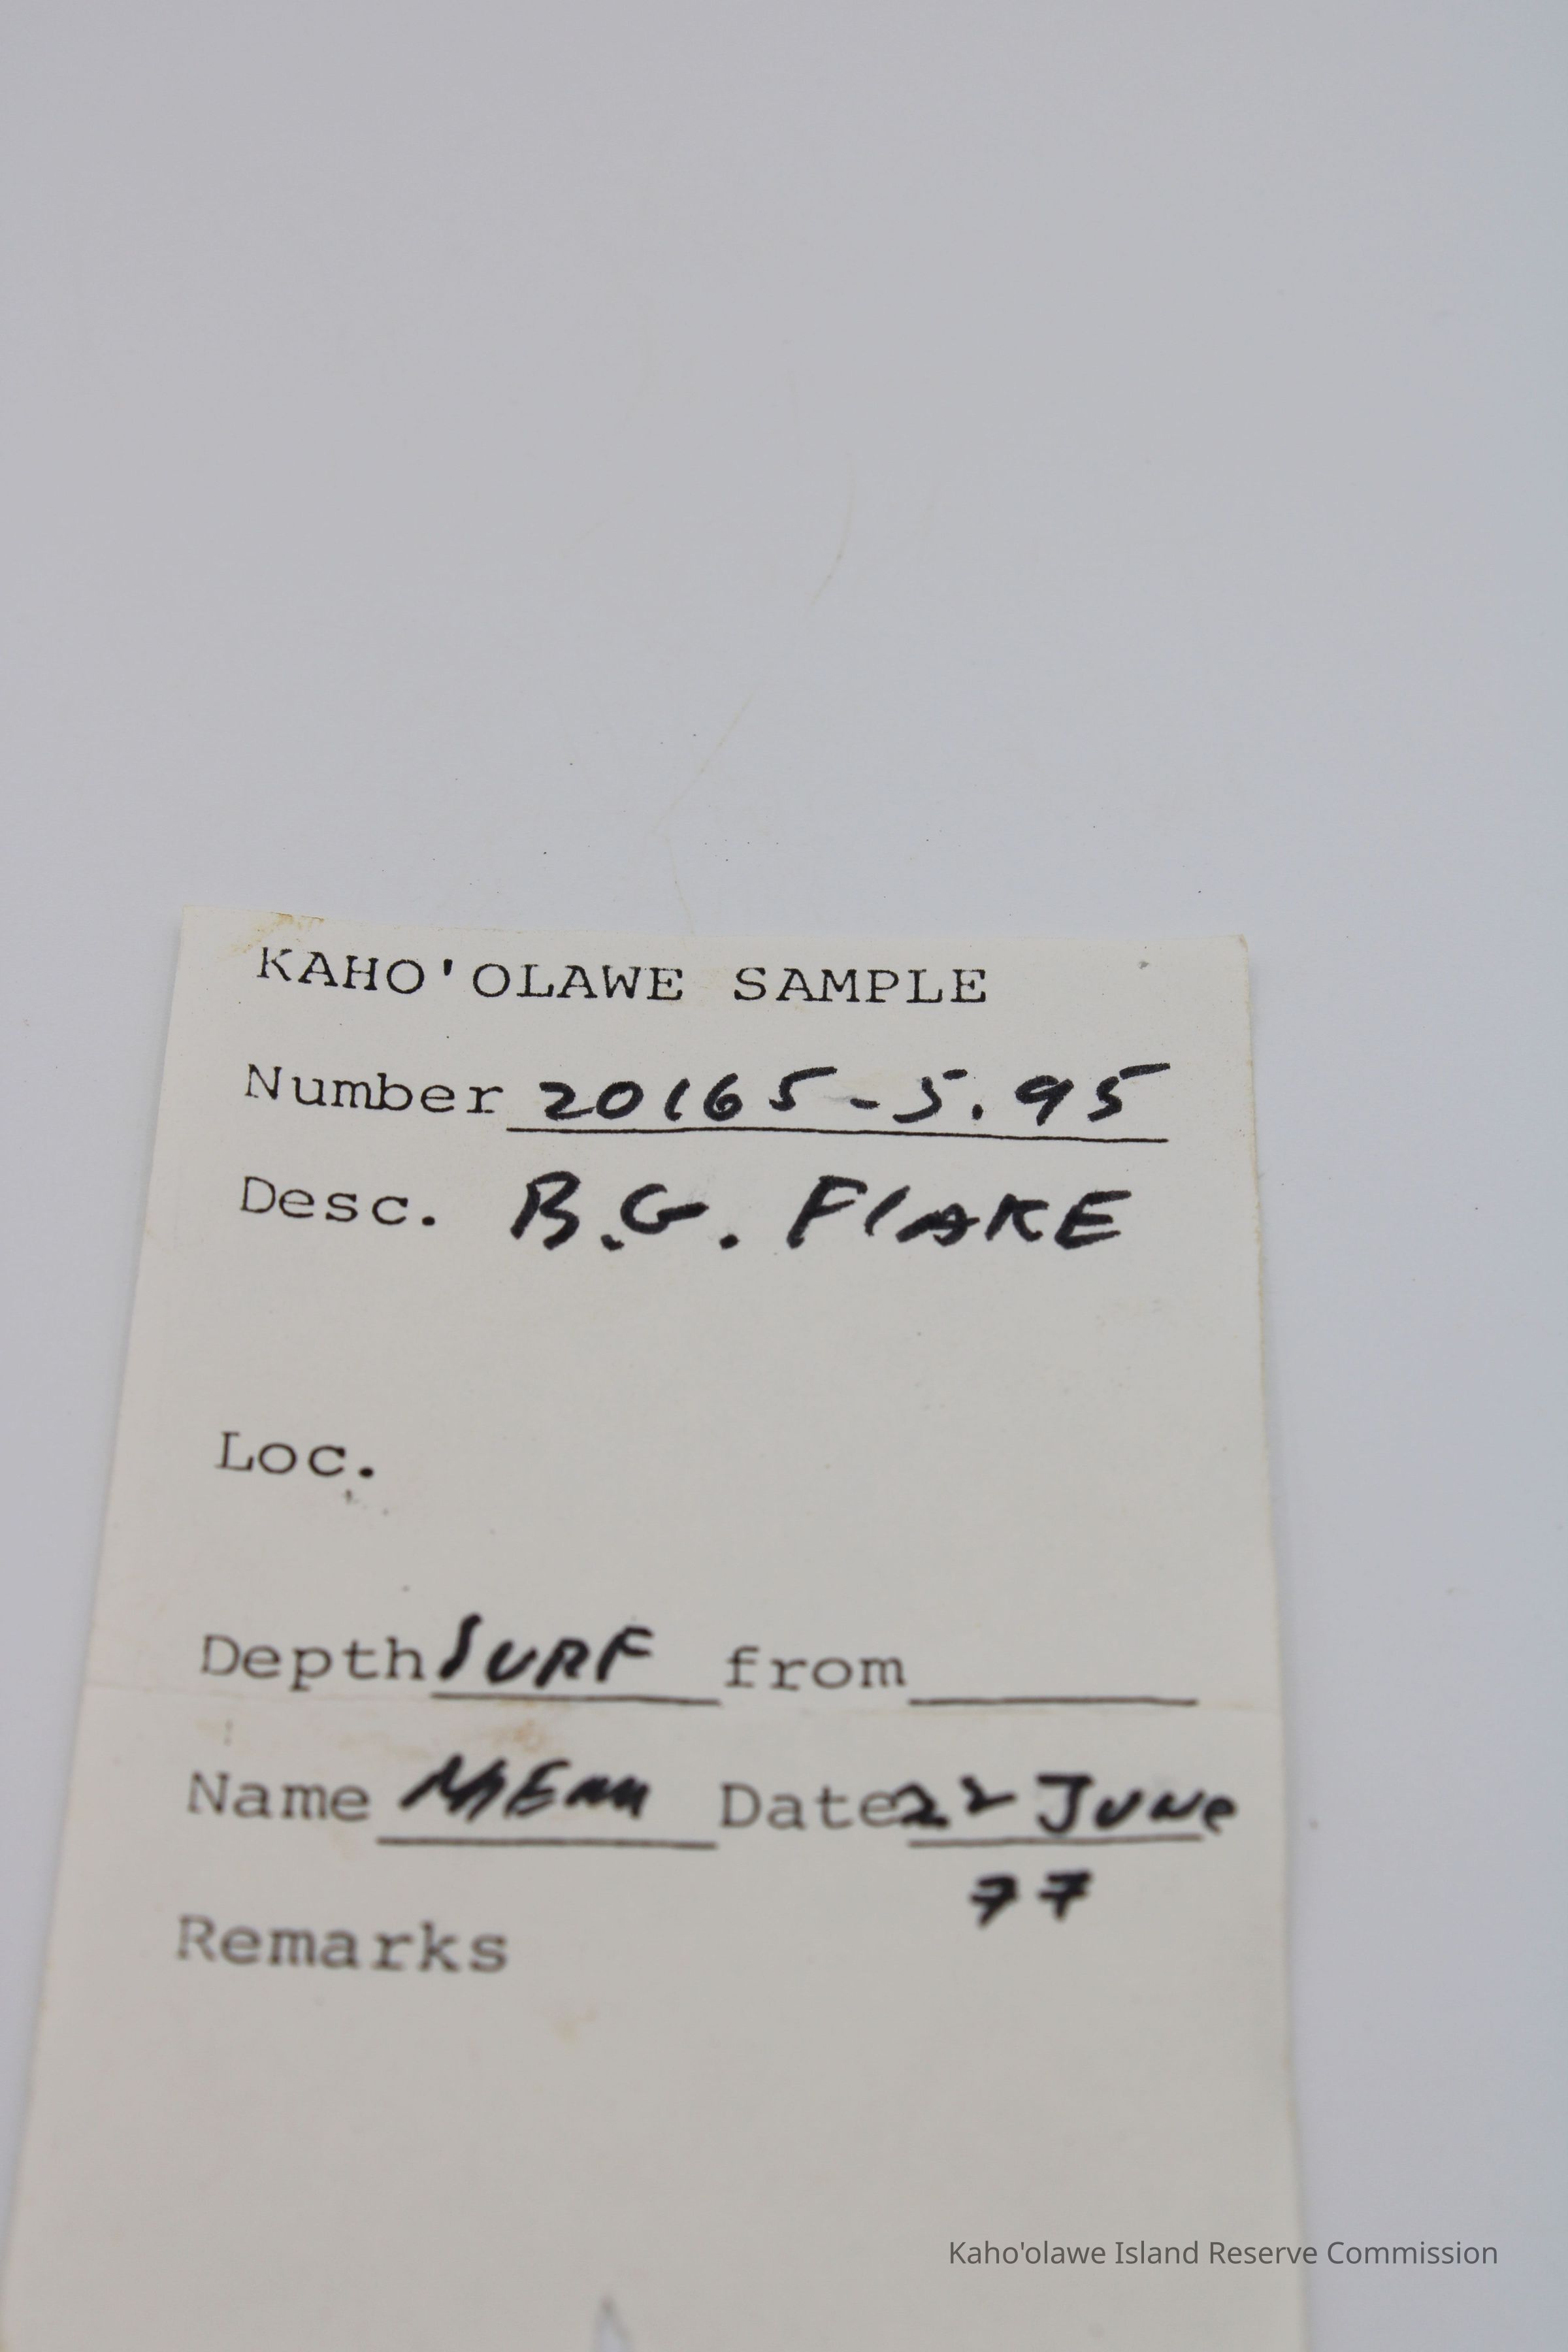 KAHO'OLAWE SAMPLE
Number 20165-5.95
Desc. B.G. FlAKE
Loc.
Depth SURF from
Name Date 22 JUNe
77
Remarks
Kaho'olawe Island Reserve Commission